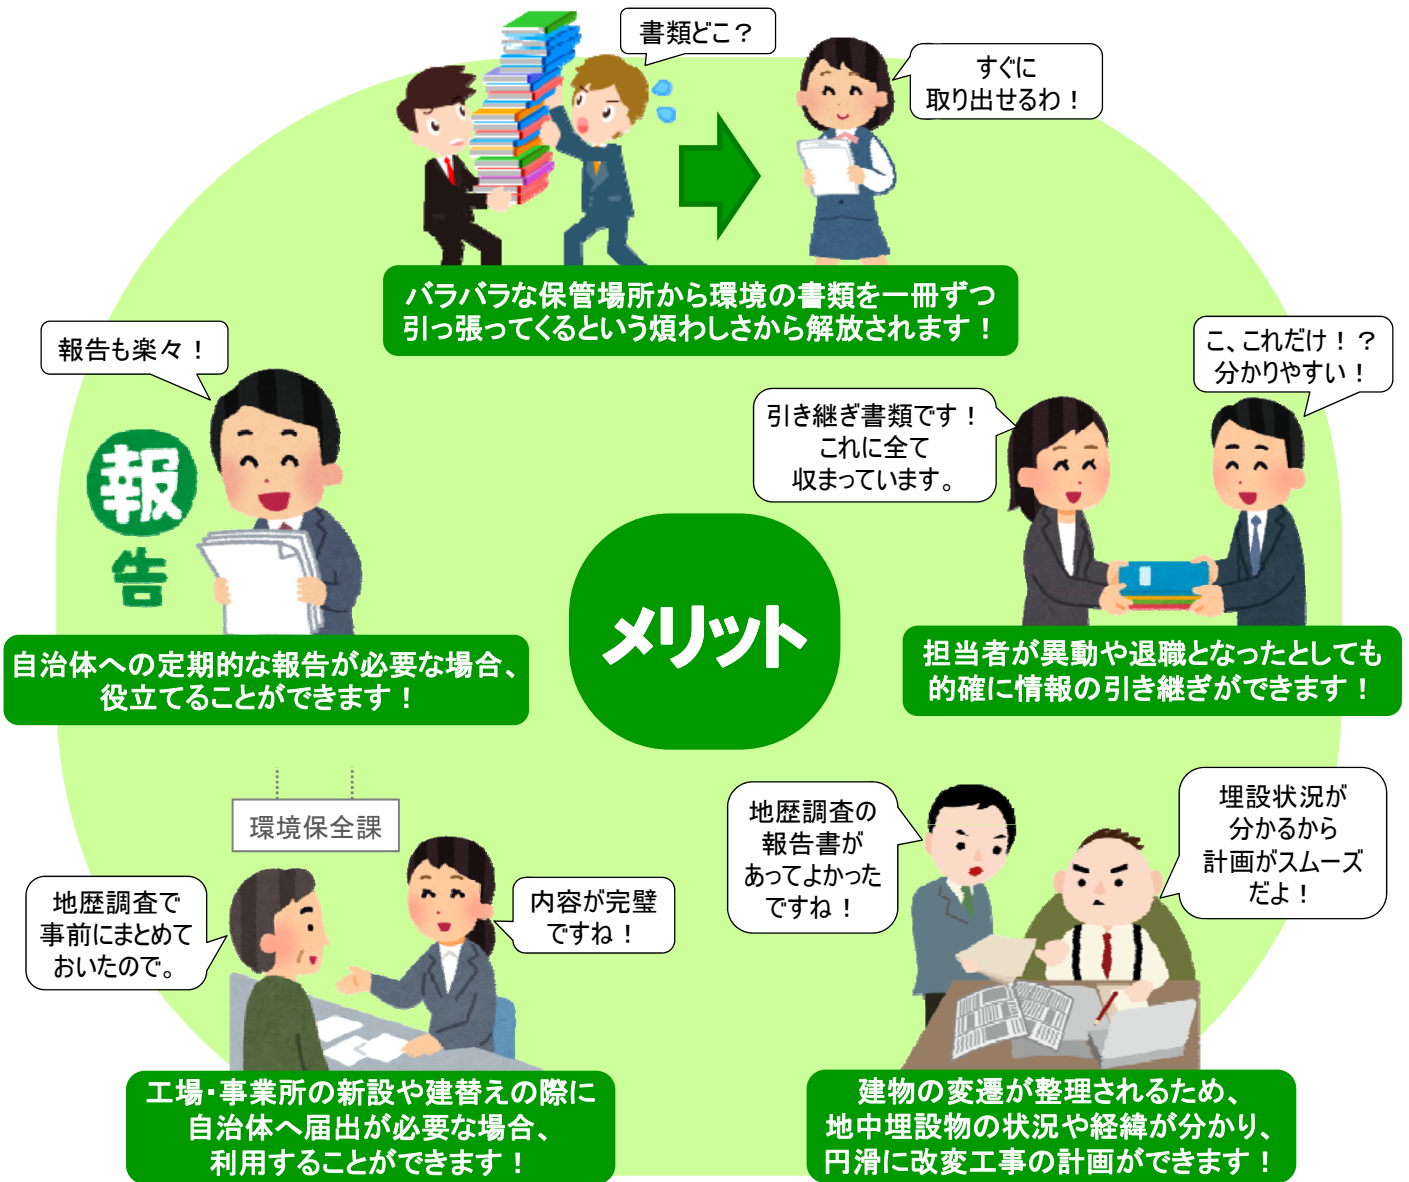 書類どこ？
すぐに
取り出せるわ！
バラバラな保管場所から環境の書類を一冊ずつ
引っ張ってくるという煩わしさから解放されます！
報告も楽々！
報
告
自治体への定期的な報告が必要な場合、
役立てることができます！
こ、これだけ！？
分かりやすい！
引き継ぎ書類です！
これに全て
収まっています。
担当者が異動や退職となったとしても
的確に情報の引き継ぎができます！
メリット
環境保全課
地歴調査で
事前にまとめて
おいたので。
内容が完璧
ですね！
工場・事業所の新設や建替えの際に
自治体へ届出が必要な場合、
利用することができます！
地歴調査の
報告書が
あってよかった
ですね！
埋設状況が
分かるから
計画がスムーズ
だよ！
建物の変遷が整理されるため、
地中埋設物の状況や経緯が分かり、
円滑に改変工事の計画ができます！